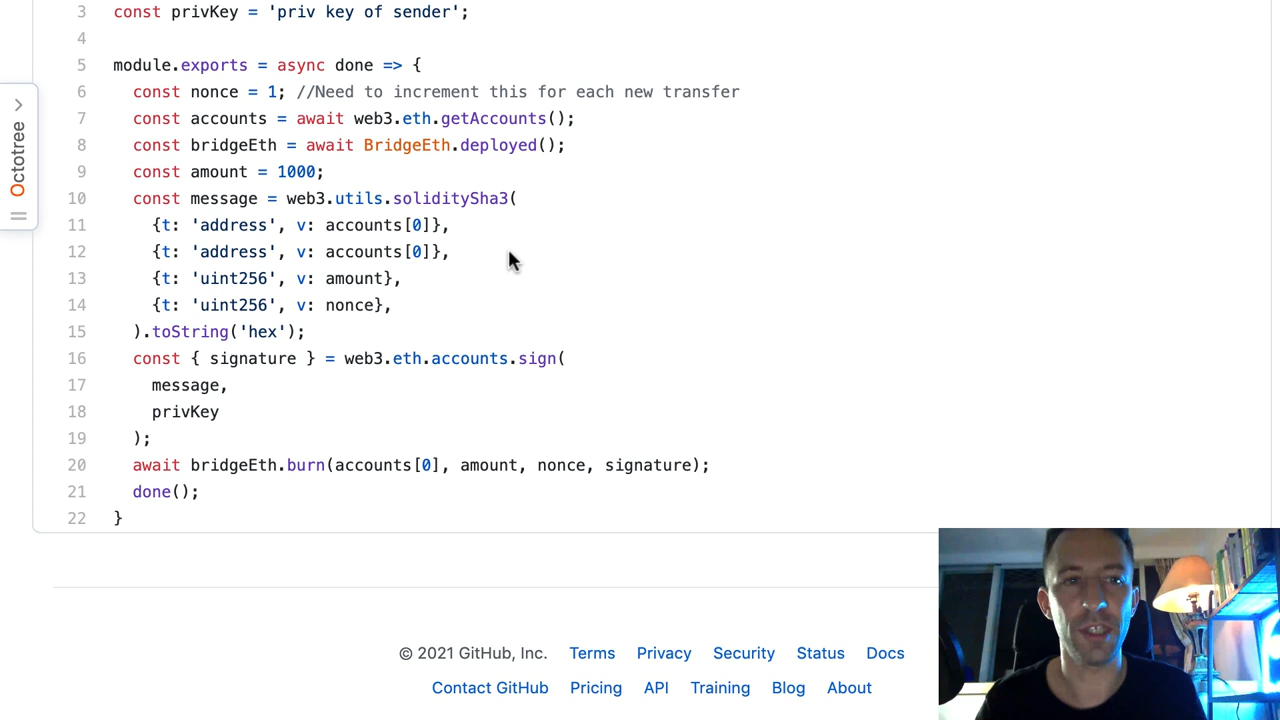 3 const privKey = 'priv key of sender';
4
5 module.exports = async done => {
6 const nonce = 1; //Need to increment this for each new transfer
7 const accounts = await web3.eth.getAccounts();
8 const bridgeEth = await BridgeEth.deployed();
9 const amount = 1000;
10 const message = web3.utils.soliditySha3(
11 {t: 'address', v: accounts[0]},
12 {t: 'address', v: accounts[0]},
13 {t: 'uint256', v: amount},
14 {t: 'uint256', v: nonce},
15 ).toString('hex');
16 const { signature } = web3.eth.accounts.sign(
17 message,
18 privKey
19 );
20 await bridgeEth.burn(accounts[0], amount, nonce, signature);
21 done();
22 }
Octotree
© 2021 GitHub, Inc. Terms Privacy Security Status Docs
Contact GitHub Pricing API Training Blog About